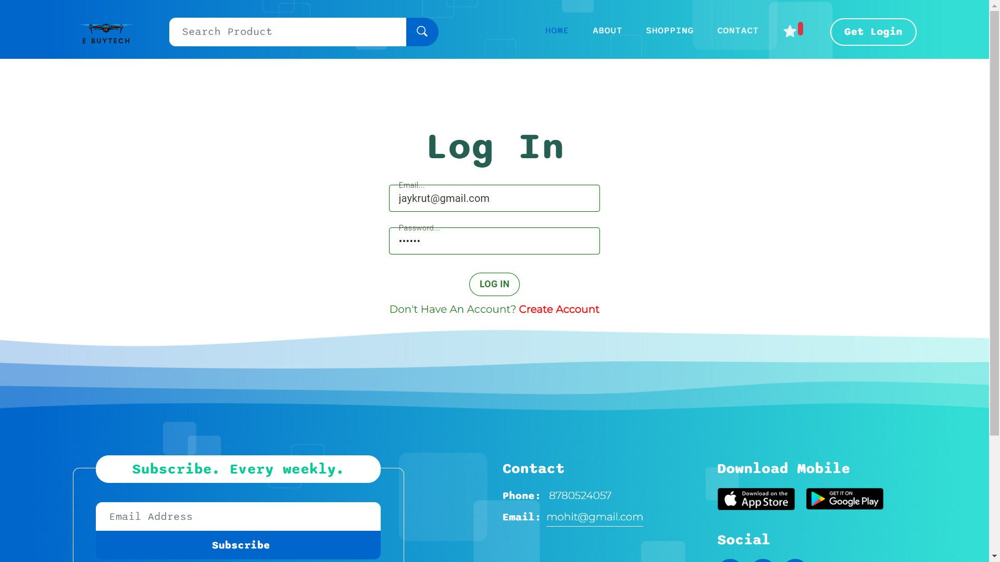 E BUYTECH
Search Product
HOME
ABOUT
SHOPPING
CONTACT
Get Login
Log In
Email...
jaykrut@gmail.com
Password...
••••••
LOG IN
Don't Have An Account? Create Account
Subscribe. Every weekly.
Email Address
Subscribe
Contact
Phone: 8780524057
Email: mohit@gmail.com
Download Mobile
Download on the
App Store
GET IT ON
Google Play
Social